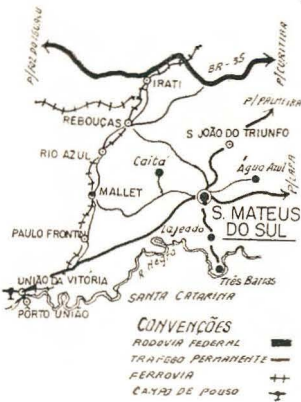 P/FOZ DO IGUAÇU
BR-35
P/CURITIBA
IRATI
P/PALMEIRA
REBOUÇAS
S. JOÃO DO TRIUNFO
RIO AZUL
Caitá
Água Azul
P/LAPA
MALLET
S. MATEUS
DO SUL
PAULO FRONTIN
Lajeado
R. Negro
Três Barras
UNIÃO DA VITÓRIA
SANTA CATARINA
PORTO UNIÃO
CONVENÇÕES
RODOVIA FEDERAL
TRAFEGO PERMANENTE
FERROVIA
CAMPO DE POUSO